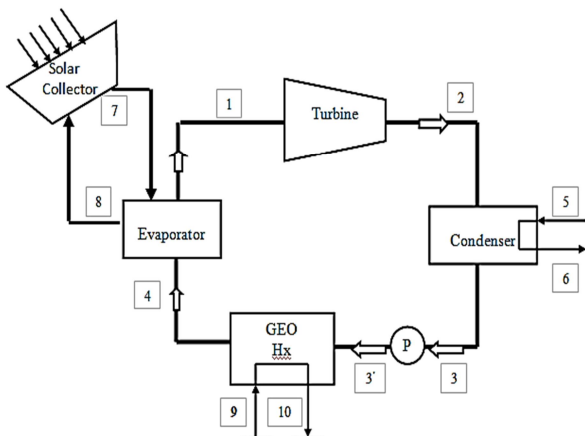 Solar
Collector
7
1
Turbine
2
8
Evaporator
5
Condenser
6
4
GEO
Hx
P
3'
3
9
10